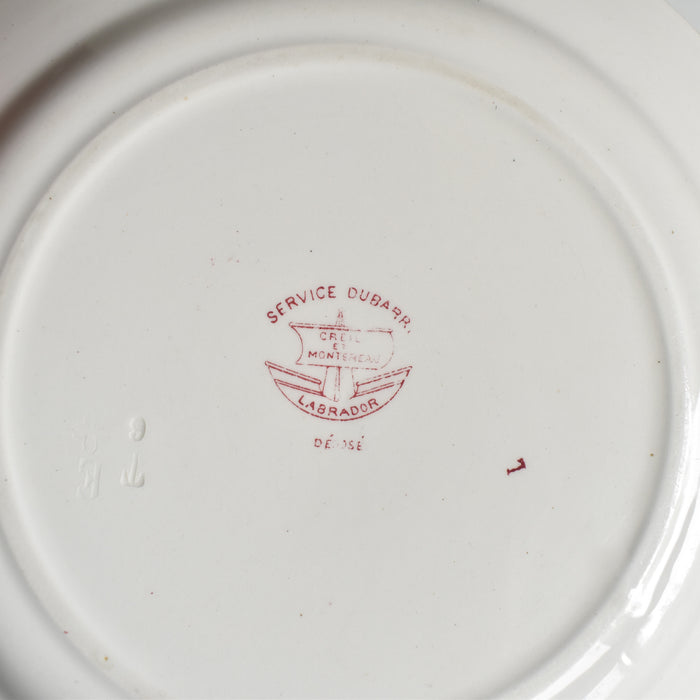 SERVICE DUBARR
CREIL
ET
MONTEREAU
LABRADOR
DÉPOSÉ
L